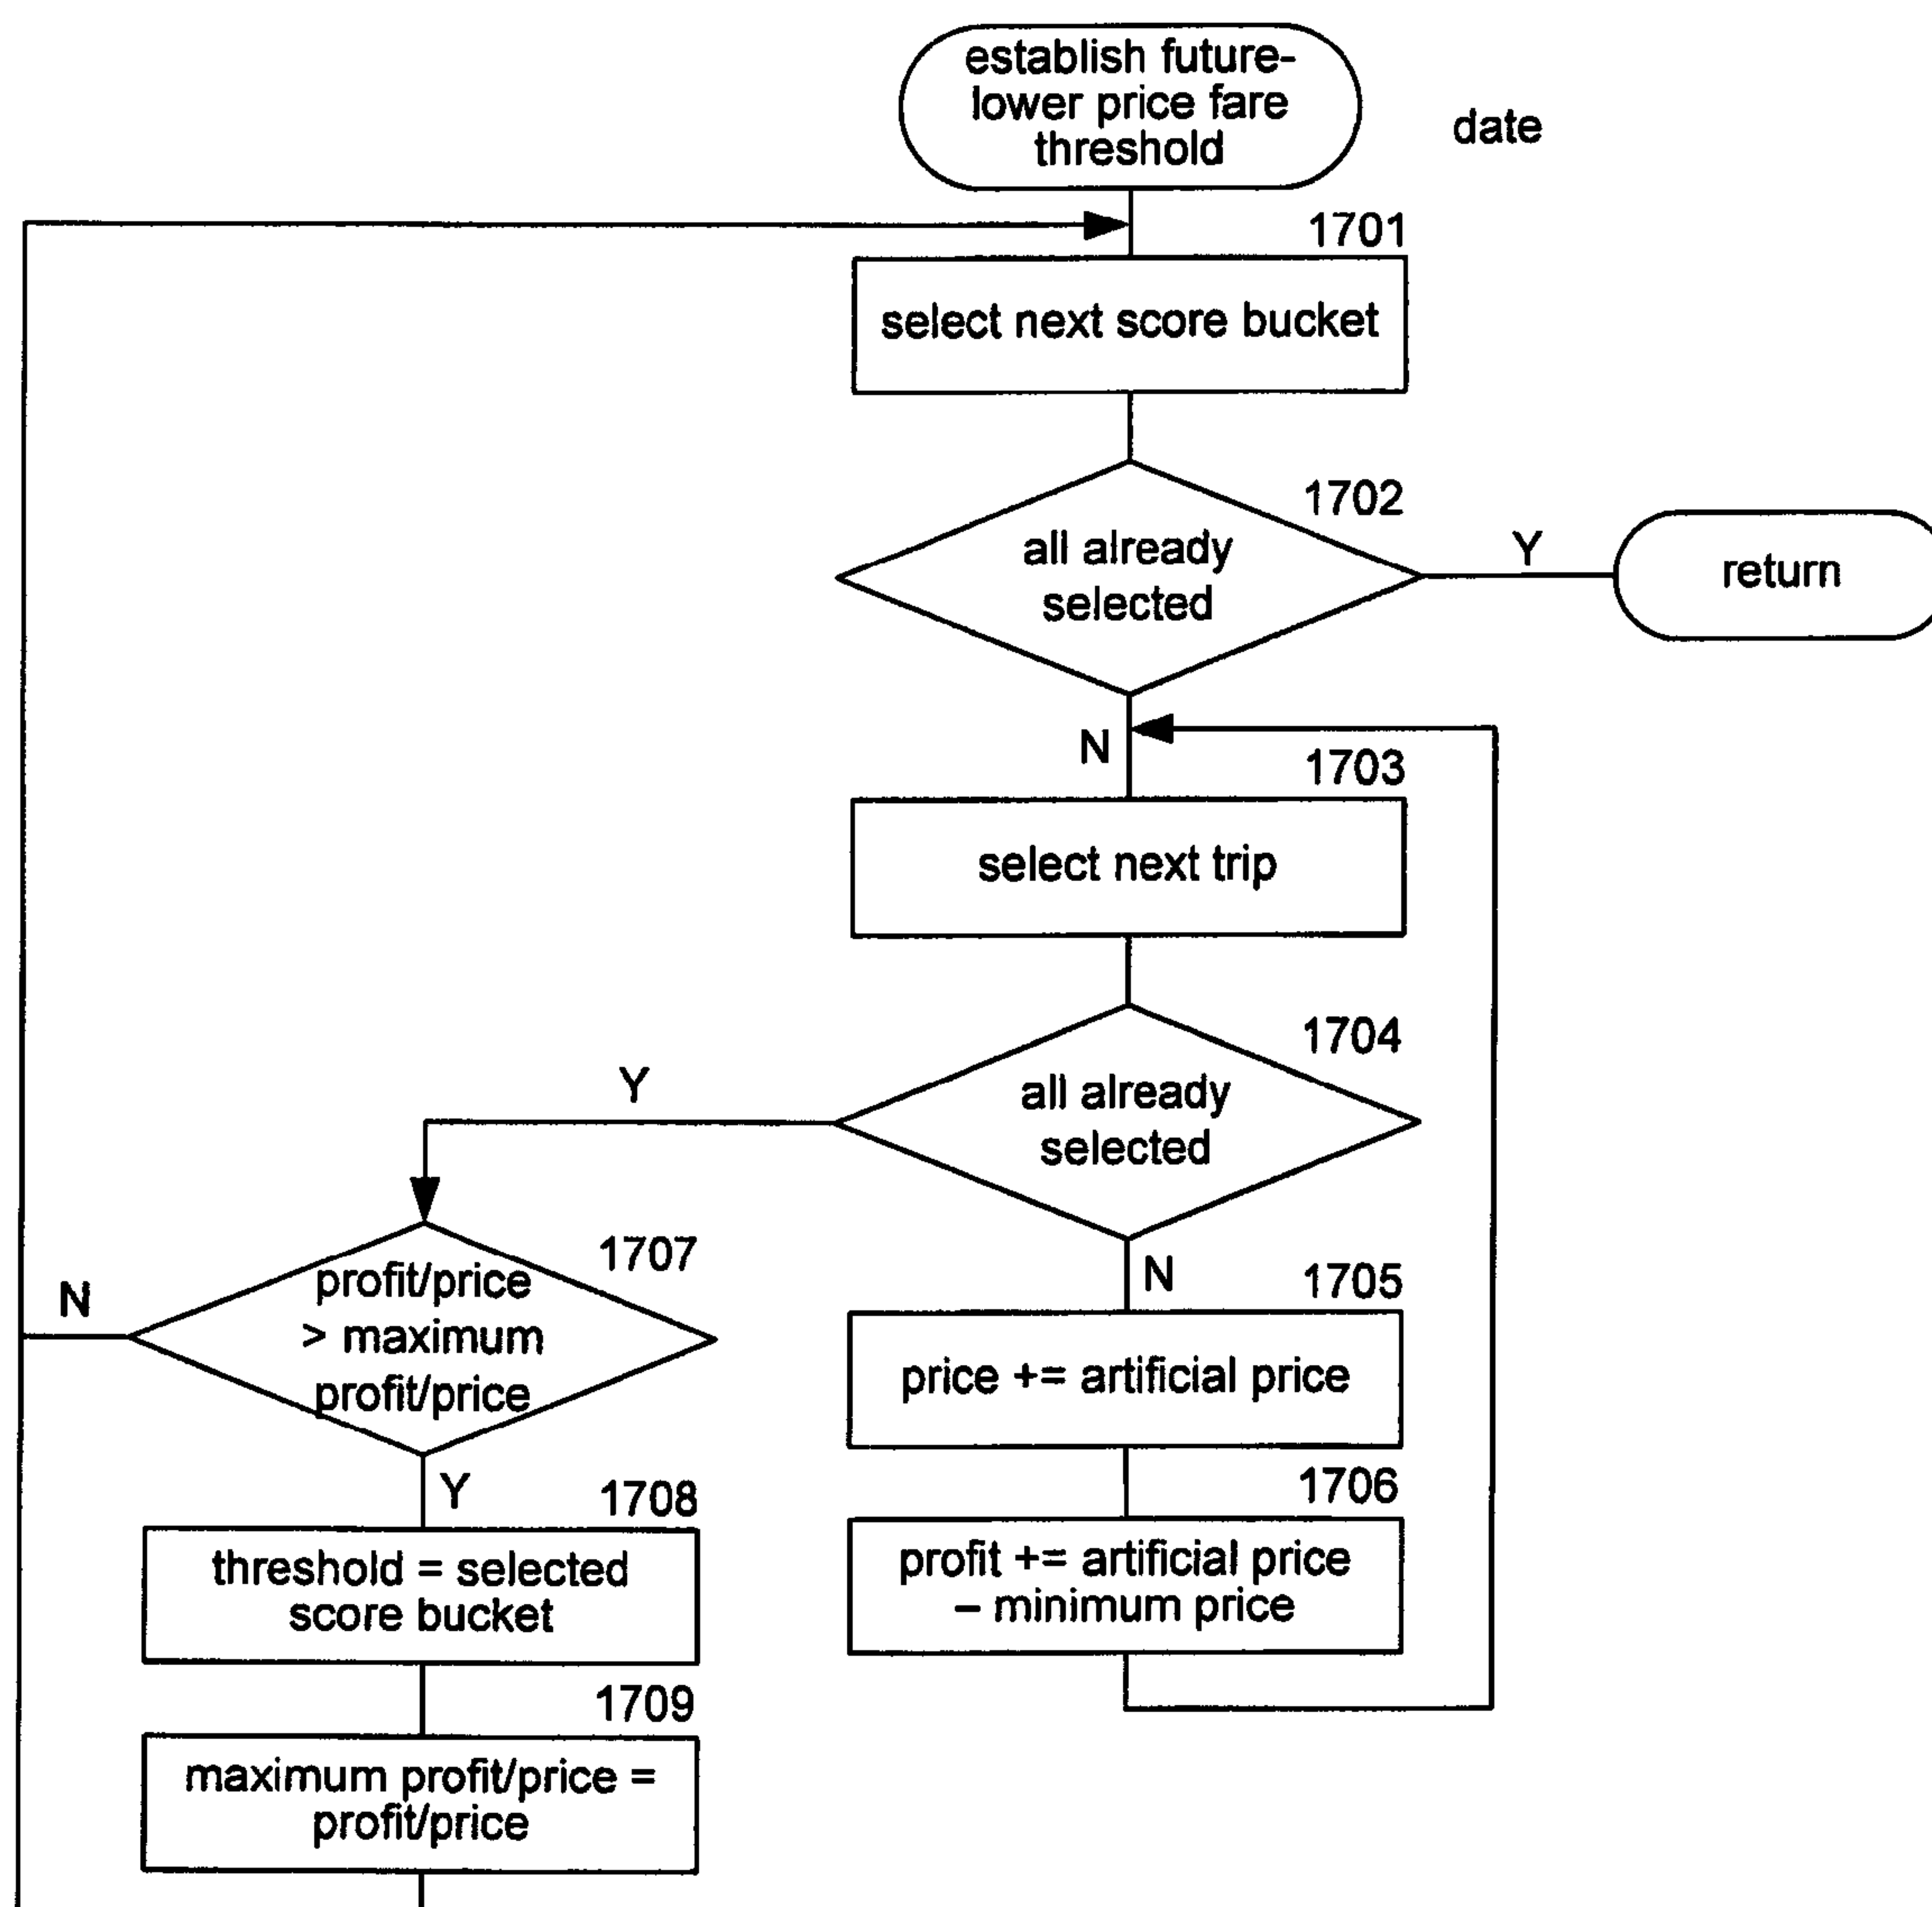 establish future-
lower price fare
threshold
date
1701
select next score bucket
1702
all already
selected
Y
return
N
1703
select next trip
1704
all already
selected
Y
1707
profit/price
> maximum
profit/price
N
N
1705
price += artificial price
Y
1706
profit += artificial price
– minimum price
1708
threshold = selected
score bucket
1709
maximum profit/price =
profit/price